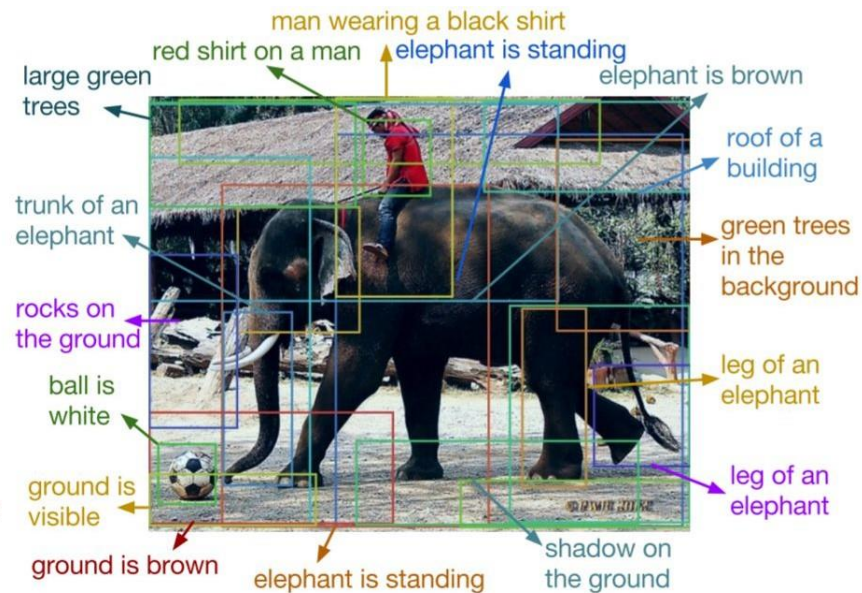 man wearing a black shirt
red shirt on a man
elephant is standing
large green
trees
elephant is brown
roof of a
building
trunk of an
elephant
green trees
in the
background
rocks on
the ground
ball is
white
leg of an
elephant
ground is
visible
leg of an
elephant
ground is brown
elephant is standing
shadow on
the ground